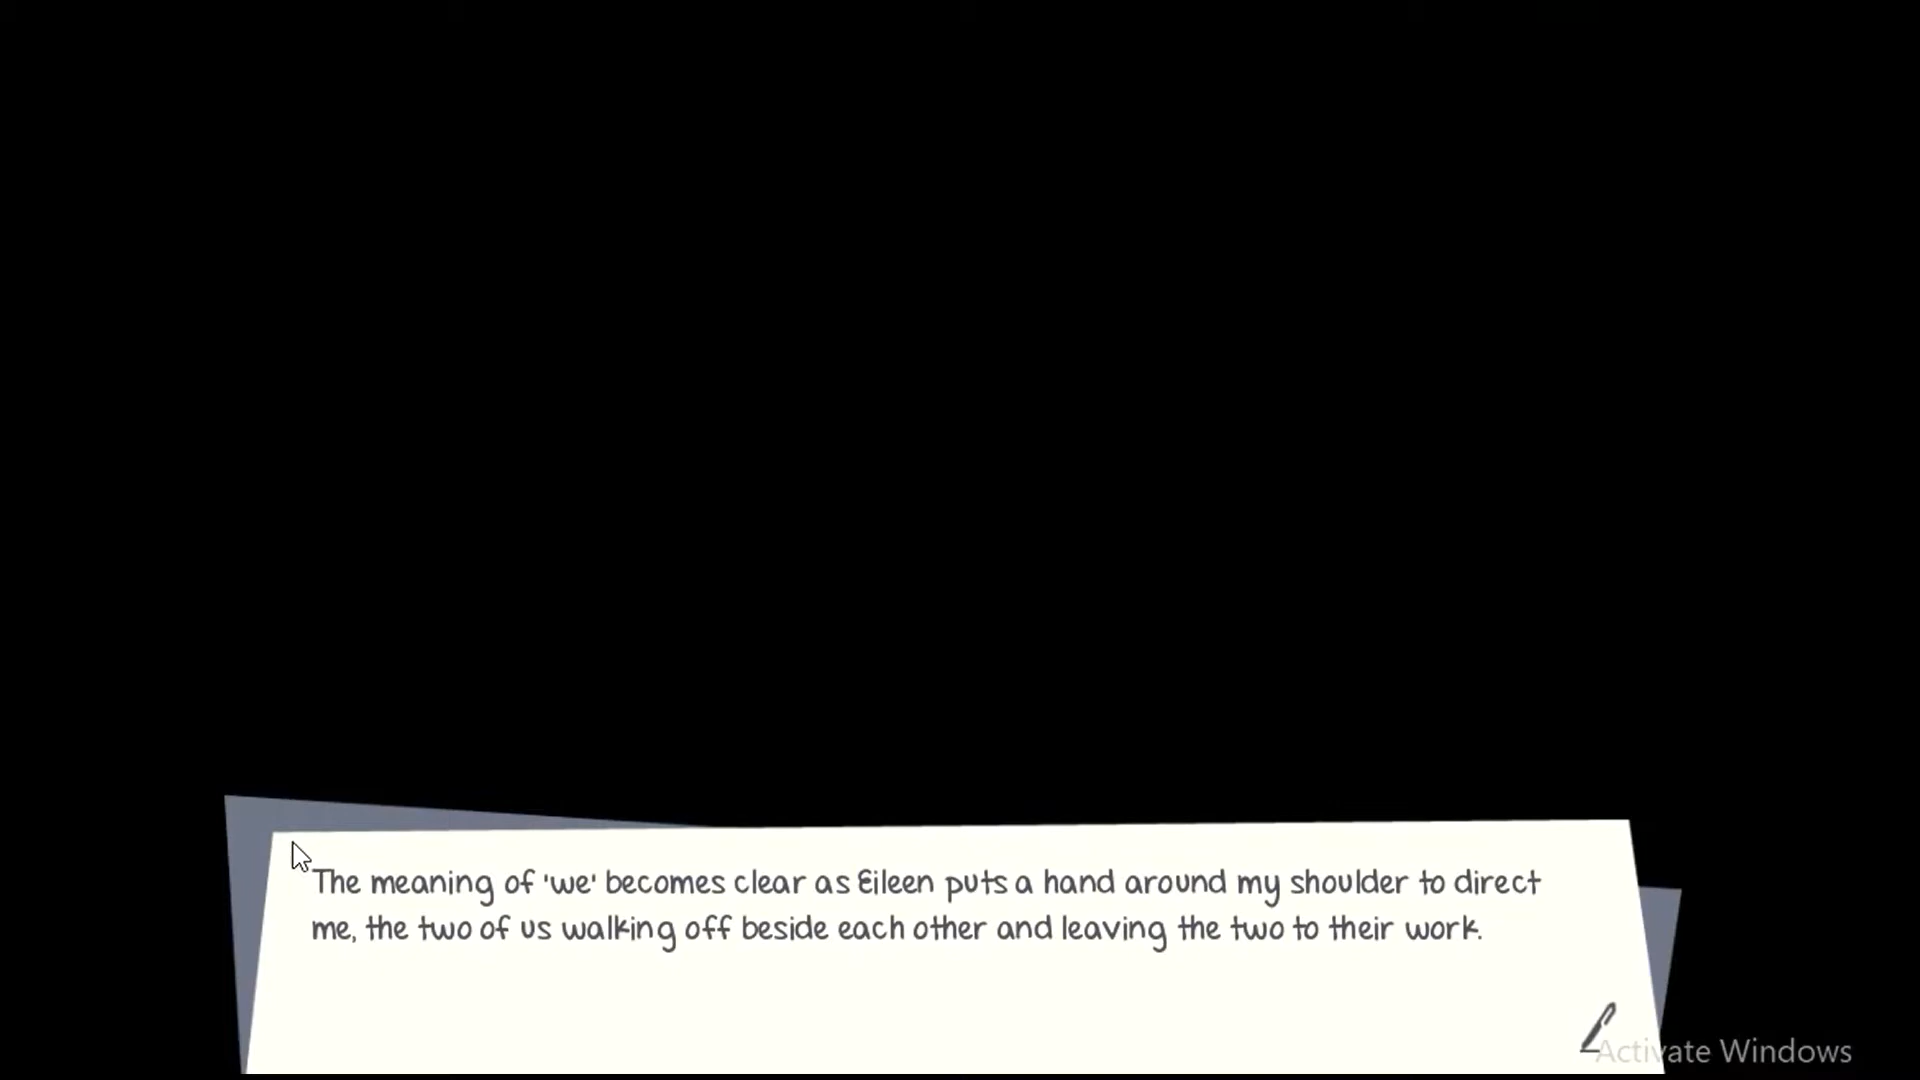 The meaning of 'we' becomes clear as Eileen puts a hand around my shoulder to direct
me, the two of us walking off beside each other and leaving the two to their work.
Activate Windows